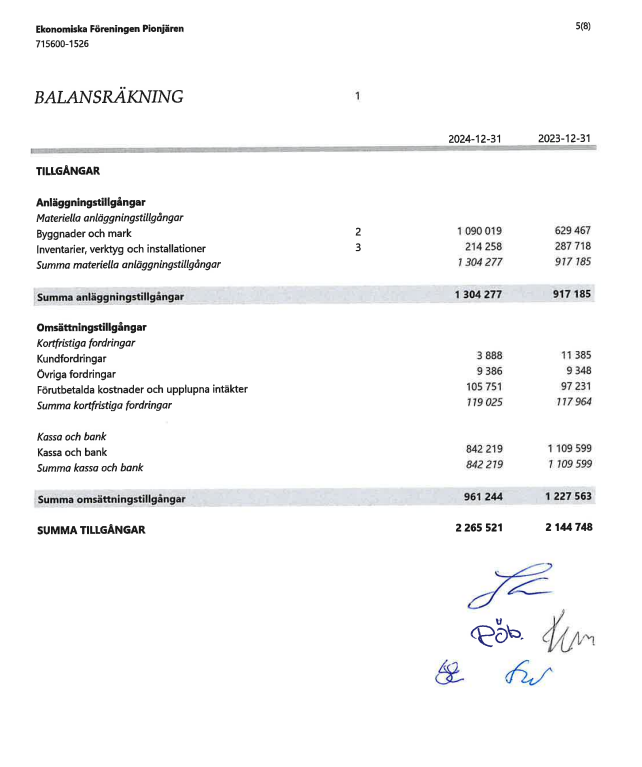 Ekonomiska Föreningen Pionjären 5(8)
715600-1526
BALANSRÄKNING 1
2024-12-31 2023-12-31
TILLGÅNGAR
Anläggningstillgångar
Materiella anläggningstillgångar
Byggnader och mark 2 1 090 019 629 467
Inventarier, verktyg och installationer 3 214 258 287 718
Summa materiella anläggningstillgångar 1 304 277 917 185
Summa anläggningstillgångar 1 304 277 917 185
Omsättningstillgångar
Kortfristiga fordringar
Kundfordringar 3 888 11 385
Övriga fordringar 9 386 9 348
Förutbetalda kostnader och upplupna intäkter 105 751 97 231
Summa kortfristiga fordringar 119 025 117 964
Kassa och bank
Kassa och bank 842 219 1 109 599
Summa kassa och bank 842 219 1 109 599
Summa omsättningstillgångar 961 244 1 227 563
SUMMA TILLGÅNGAR 2 265 521 2 144 748